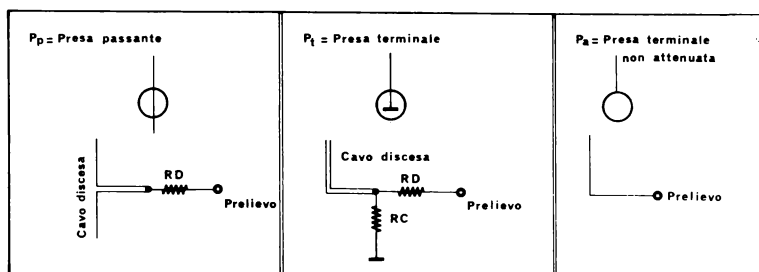 Pp = Presa passante
Cavo discesa
RD
Prelievo
Pt = Presa terminale
Cavo discesa
RD
Prelievo
RC
Pa = Presa terminale
non attenuata
Prelievo